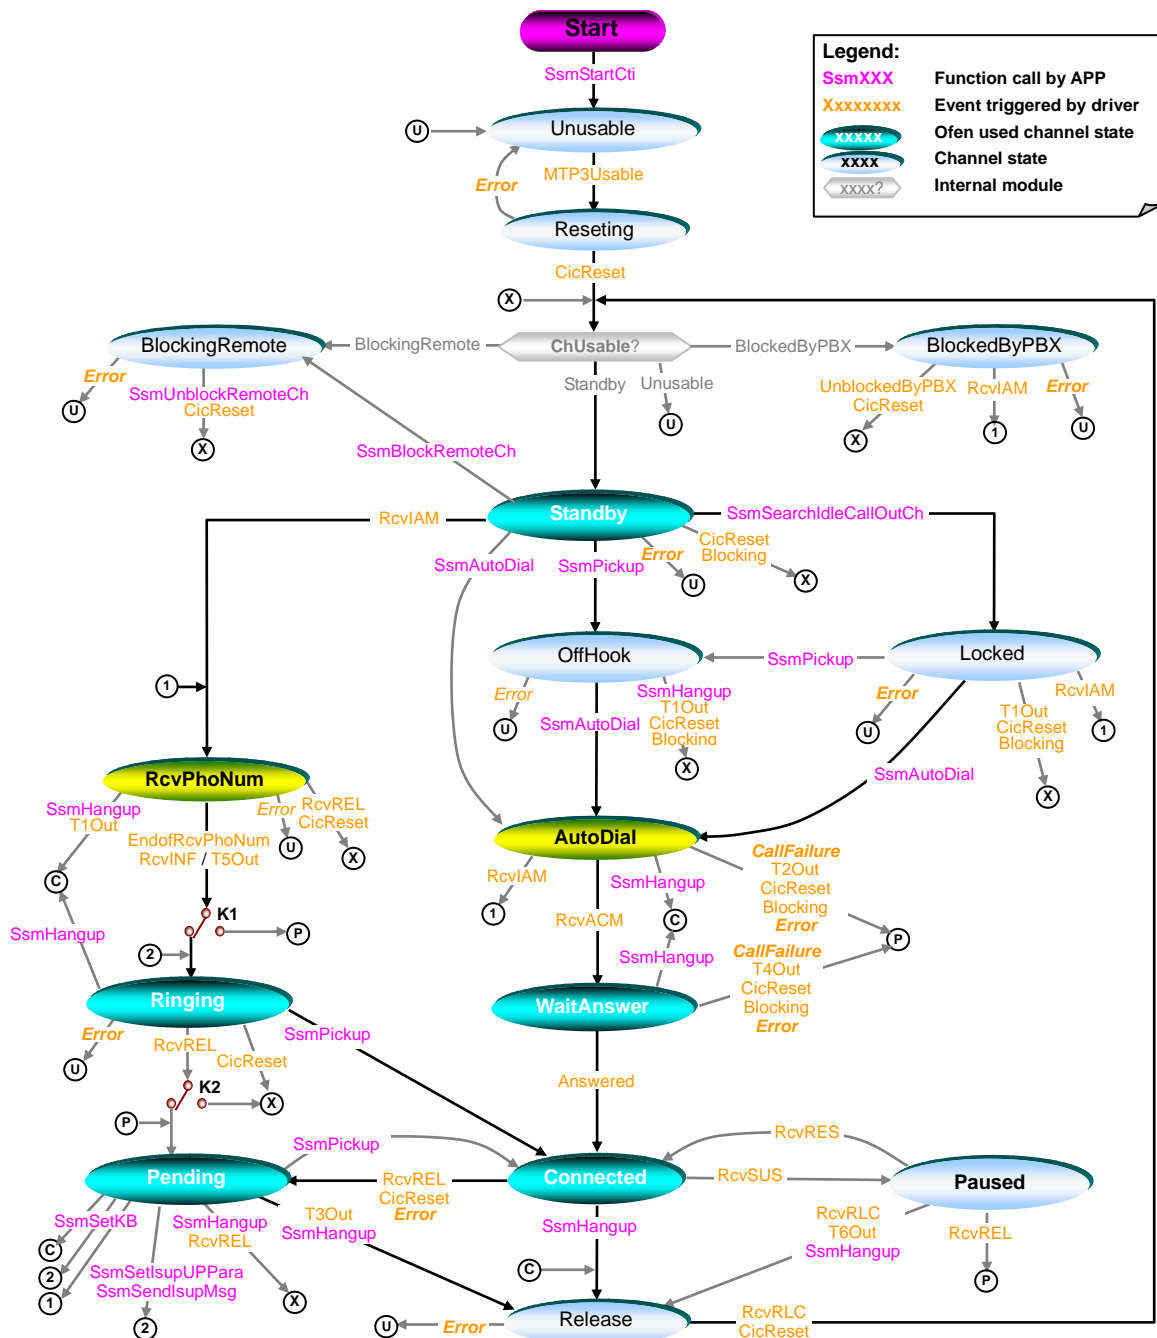 Start
Legend:
SsmXXX Function call by APP
Xxxxxxxx Event triggered by driver
xxxxx Ofen used channel state
xxxx Channel state
xxxx? Internal module
SsmStartCti
U
Unusable
Error
MTP3Usable
Reseting
CicReset
X
BlockingRemote
BlockingRemote
ChUsable?
BlockedByPBX
BlockedByPBX
Error
U
SsmUnblockRemoteCh
CicReset
X
Standby
Unusable
U
UnblockedByPBX
CicReset
X
RcvIAM
1
Error
U
SsmBlockRemoteCh
RcvIAM
Standby
SsmSearchIdleCallOutCh
SsmAutoDial
SsmPickup
Error
U
CicReset
Blocking
X
OffHook
SsmPickup
Locked
1
Error
U
SsmAutoDial
SsmHangup
T1Out
CicReset
Blocking
X
Error
U
T1Out
CicReset
Blocking
X
RcvIAM
1
SsmAutoDial
RcvPhoNum
SsmHangup
T1Out
C
EndofRcvPhoNum
RcvINF / T5Out
Error
U
RcvREL
CicReset
X
AutoDial
RcvIAM
1
RcvACM
SsmHangup
C
SsmHangup
CallFailure
T2Out
CicReset
Blocking
Error
P
CallFailure
T4Out
CicReset
Blocking
Error
SsmHangup
K1
P
2
Ringing
SsmPickup
WaitAnswer
Error
U
RcvREL
CicReset
K2
X
P
Answered
RcvRES
SsmPickup
Pending
RcvREL
CicReset
Error
Connected
RcvSUS
Paused
SsmSetKB
C
2
1
SsmHangup
RcvREL
X
SsmSetIsupUPPara
SsmSendIsupMsg
2
T3Out
SsmHangup
SsmHangup
C
RcvRLC
T6Out
SsmHangup
RcvREL
P
U
Error
Release
RcvRLC
CicReset